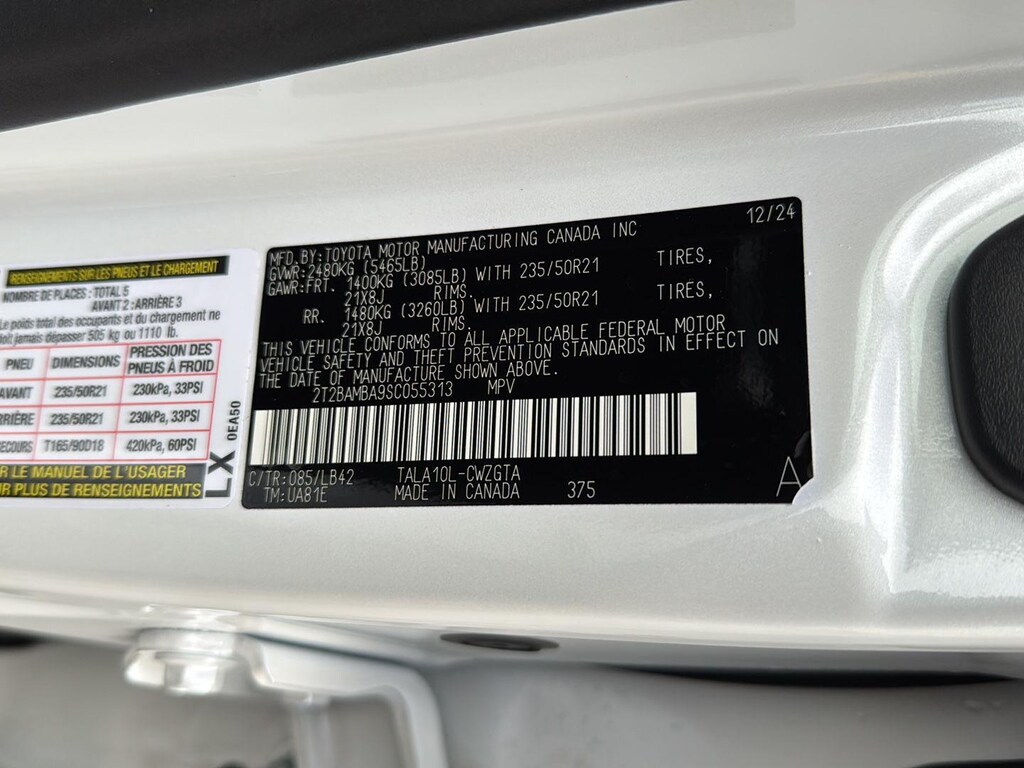 RENSEIGNEMENTS SUR LES PNEUS ET LE CHARGEMENT
NOMBRE DE PLACES : TOTAL 5
AVANT 2 : ARRIÈRE 3
Le poids total des occupants et du chargement ne
doit jamais dépasser 505 kg ou 1110 lb.
PNEU DIMENSIONS PRESSION DES PNEUS À FROID
AVANT 235/50R21 230kPa, 33PSI
ARRIÈRE 235/50R21 230kPa, 33PSI
SECOURS T165/90D18 420kPa, 60PSI
LE MANUEL DE L'USAGER
UR PLUS DE RENSEIGNEMENTS
LX 0EA50
12/24
MFD.BY:TOYOTA MOTOR MANUFACTURING CANADA INC
GVWR:2480KG (5465LB)
GAWR:FRT. 1400KG (3085LB) WITH 235/50R21 TIRES,
21X8J RIMS.
RR. 1480KG (3260LB) WITH 235/50R21 TIRES,
21X8J RIMS.
THIS VEHICLE CONFORMS TO ALL APPLICABLE FEDERAL MOTOR
VEHICLE SAFETY AND THEFT PREVENTION STANDARDS IN EFFECT ON
THE DATE OF MANUFACTURE SHOWN ABOVE.
2T2BAMBA9SC055313 MPV
C/TR:085/LB42 TALA10L-CWZGTA
TM:UA81E MADE IN CANADA 375 A